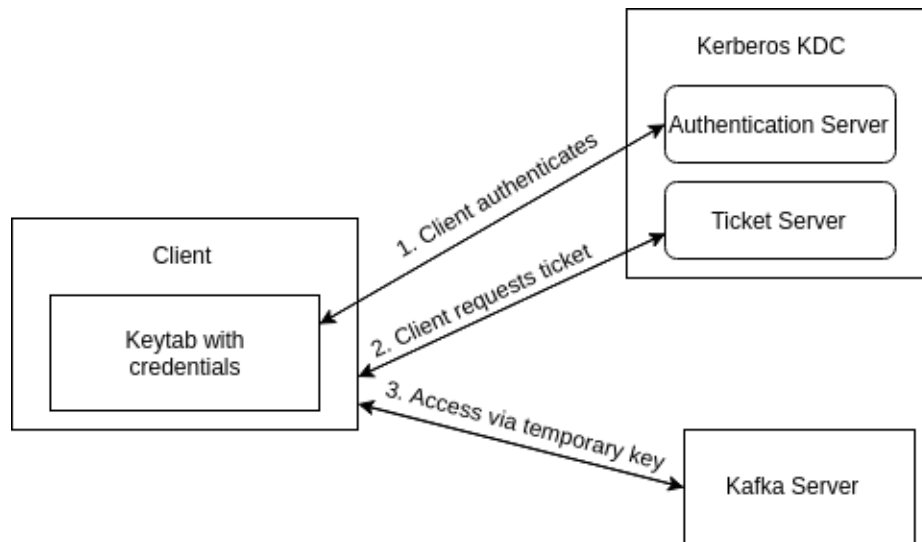 Kerberos KDC
Authentication Server
Ticket Server
1. Client authenticates
2. Client requests ticket
3. Access via temporary key
Client
Keytab with
credentials
Kafka Server